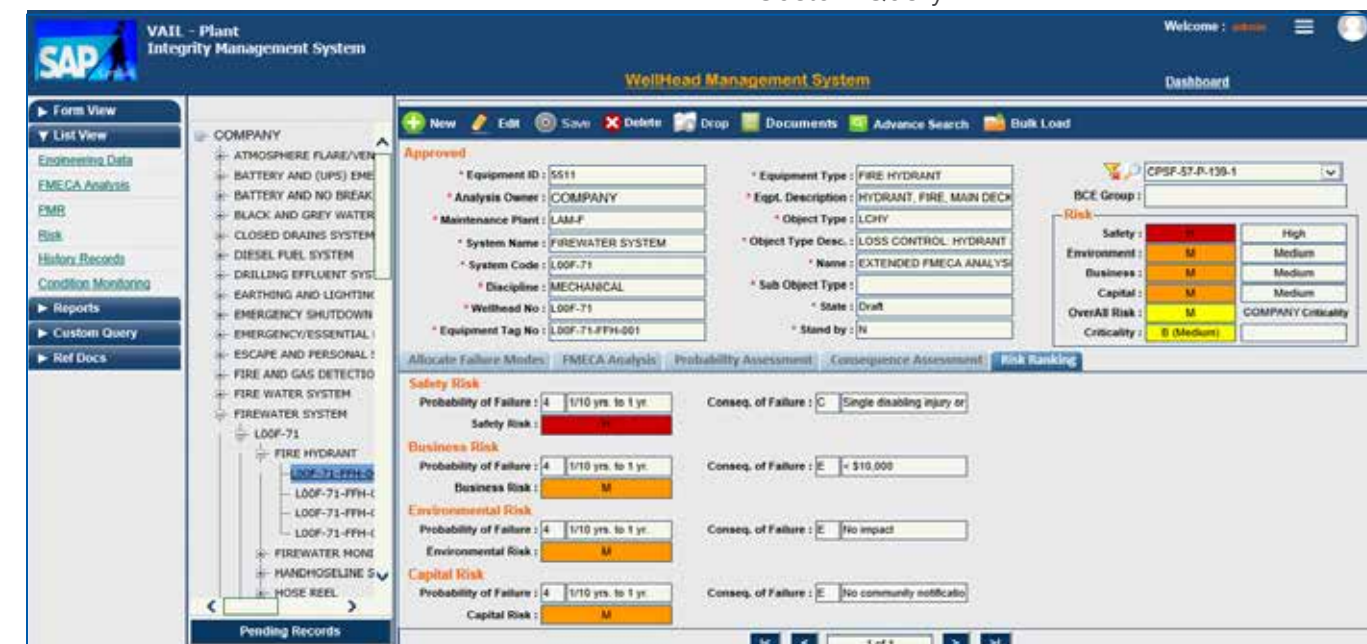 VAIL - Plant
Integrity Management System
SAP
Welcome : admin
WellHead Management System
Dashboard
Form View
List View
Engineering Data
FMECA Analysis
PMR
Risk
History Records
Condition Monitoring
Reports
Custom Query
Ref Docs
COMPANY
ATMOSPHERE FLARE/VEN
BATTERY AND (UPS) EME
BATTERY AND NO BREAK
BLACK AND GREY WATER
CLOSED DRAINS SYSTEM
DIESEL FUEL SYSTEM
DRILLING EFFLUENT SYS
EARTHING AND LIGHTIN
EMERGENCY SHUTDOWN
EMERGENCY/ESSENTIAL
ESCAPE AND PERSONAL
FIRE AND GAS DETECTIO
FIRE WATER SYSTEM
FIREWATER SYSTEM
L00F-71
FIRE HYDRANT
L00F-71-FFH-0
L00F-71-FFH-0
L00F-71-FFH-0
L00F-71-FFH-0
FIREWATER MONI
HANDHOSELINE S
HOSE REEL
Pending Records
New Edit Save Delete Drop Documents Advance Search Bulk Load
Approved
* Equipment ID : 5511 * Equipment Type : FIRE HYDRANT CPSF-57-P-139-1
* Analysis Owner : COMPANY * Eqpt. Description : HYDRANT, FIRE, MAIN DECK BCE Group :
* Maintenance Plant : LAM-F * Object Type : LCHY Risk
* System Name : FIREWATER SYSTEM * Object Type Desc. : LOSS CONTROL: HYDRANT Safety : H High
* System Code : L00F-71 * Name : EXTENDED FMECA ANALYSI Environment : M Medium
* Discipline : MECHANICAL * Sub Object Type : Business : M Medium
* Wellhead No : L00F-71 * State : Draft Capital : M Medium
* Equipment Tag No : L00F-71-FFH-001 * Stand by : N OverAll Risk : M COMPANY Criticality
Criticality : B (Medium)
Allocate Failure Modes FMECA Analysis Probability Assessment Consequence Assessment Risk Ranking
Safety Risk
Probability of Failure : 4 1/10 yrs. to 1 yr. Conseq. of Failure : C Single disabling injury or
Safety Risk : H
Business Risk
Probability of Failure : 4 1/10 yrs. to 1 yr. Conseq. of Failure : E < $10,000
Business Risk : M
Environmental Risk
Probability of Failure : 4 1/10 yrs. to 1 yr. Conseq. of Failure : E No impact
Environmental Risk : M
Capital Risk
Probability of Failure : 4 1/10 yrs. to 1 yr. Conseq. of Failure : E No community notificatio
Capital Risk : M
1 of 1